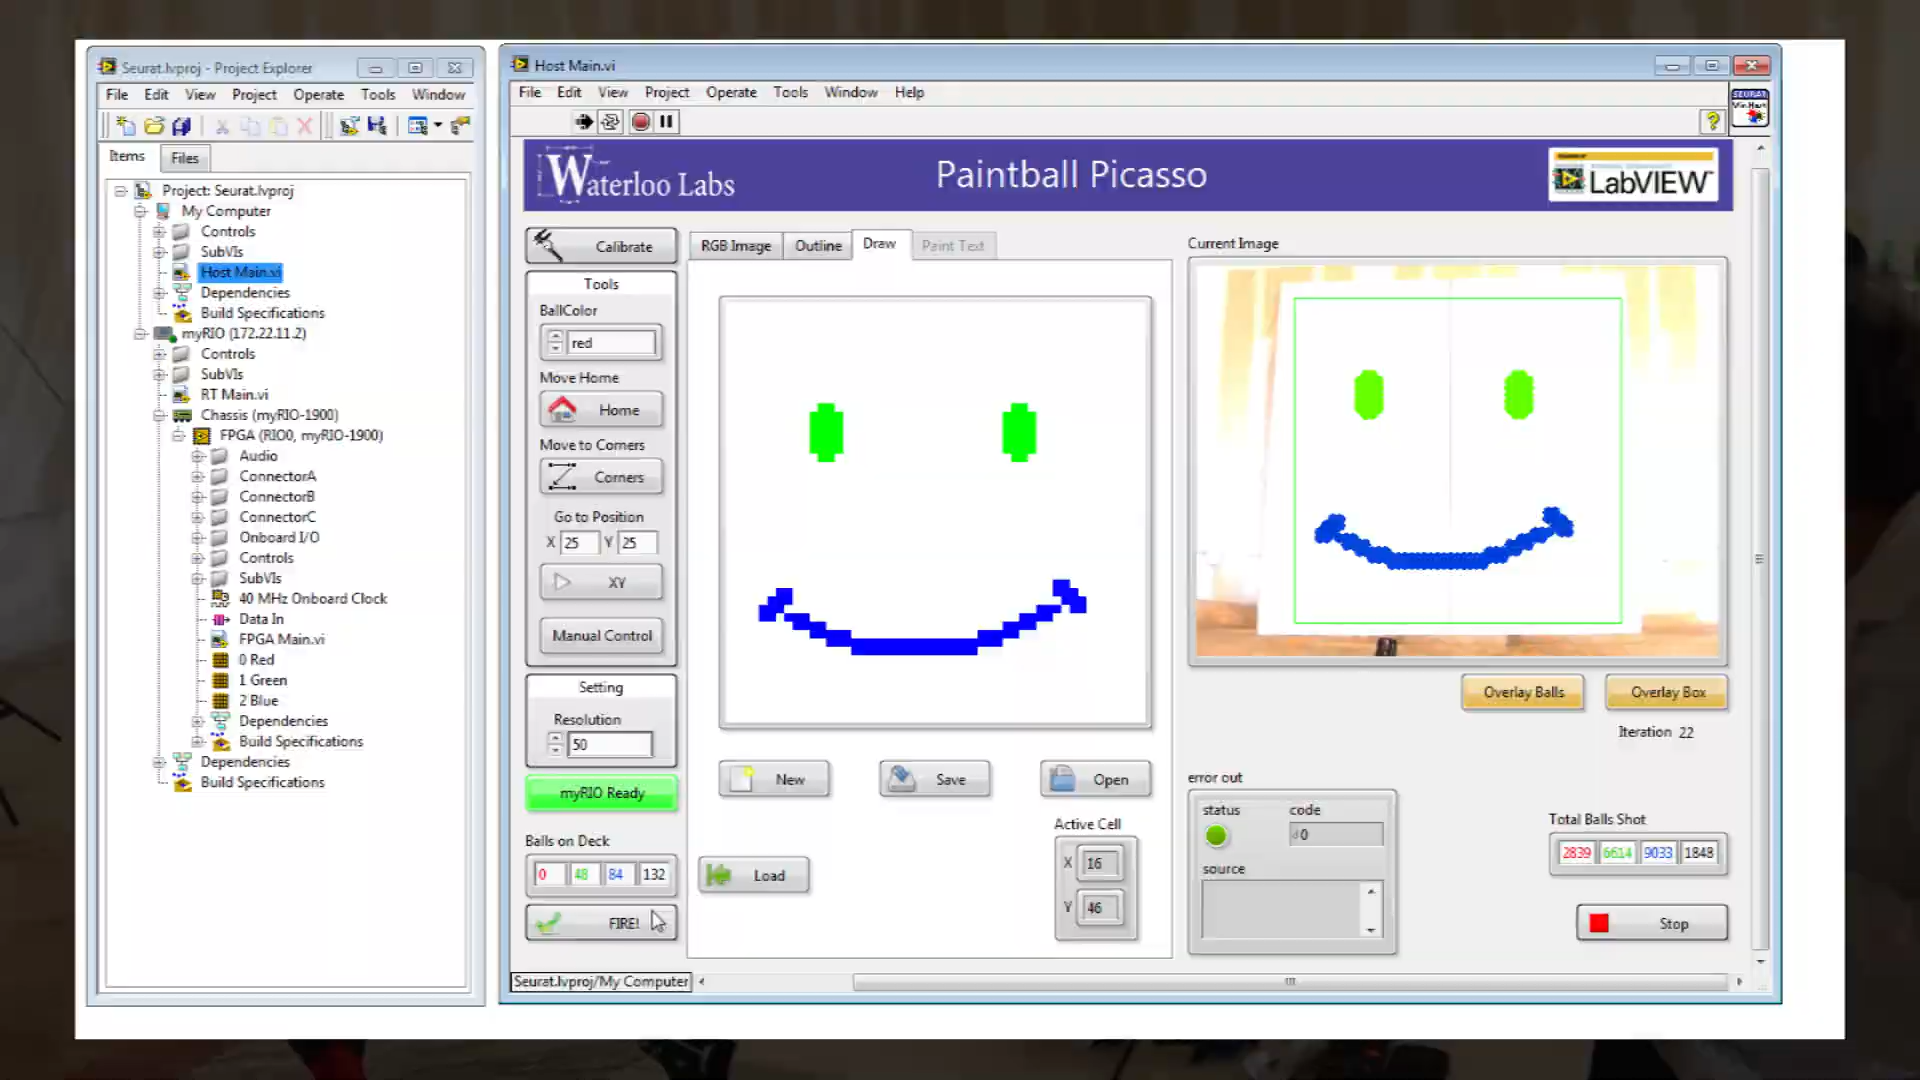 Seurat.lvproj - Project Explorer
File Edit View Project Operate Tools Window
Items Files
Project: Seurat.lvproj
My Computer
Controls
SubVIs
Host Main.vi
Dependencies
Build Specifications
myRIO (172.22.11.2)
Controls
SubVIs
RT Main.vi
Chassis (myRIO-1900)
FPGA (RIO0, myRIO-1900)
Audio
ConnectorA
ConnectorB
ConnectorC
Onboard I/O
Controls
SubVIs
40 MHz Onboard Clock
Data In
FPGA Main.vi
0 Red
1 Green
2 Blue
Dependencies
Build Specifications
Dependencies
Build Specifications
Host Main.vi
File Edit View Project Operate Tools Window Help
SEURAT
Waterloo Labs
Paintball Picasso
LabVIEW
Calibrate
Tools
BallColor
red
Move Home
Home
Move to Corners
Corners
Go to Position
X 25 Y 25
XY
Manual Control
Setting
Resolution
50
myRIO Ready
Balls on Deck
0 48 84 132
FIRE!
RGB Image Outline Draw Paint Text
New Save Open
Load
Active Cell
X 16
Y 46
Current Image
Overlay Balls Overlay Box
Iteration 22
error out
status code
d 0
source
Total Balls Shot
2839 6614 9033 1848
Stop
Seurat.lvproj/My Computer